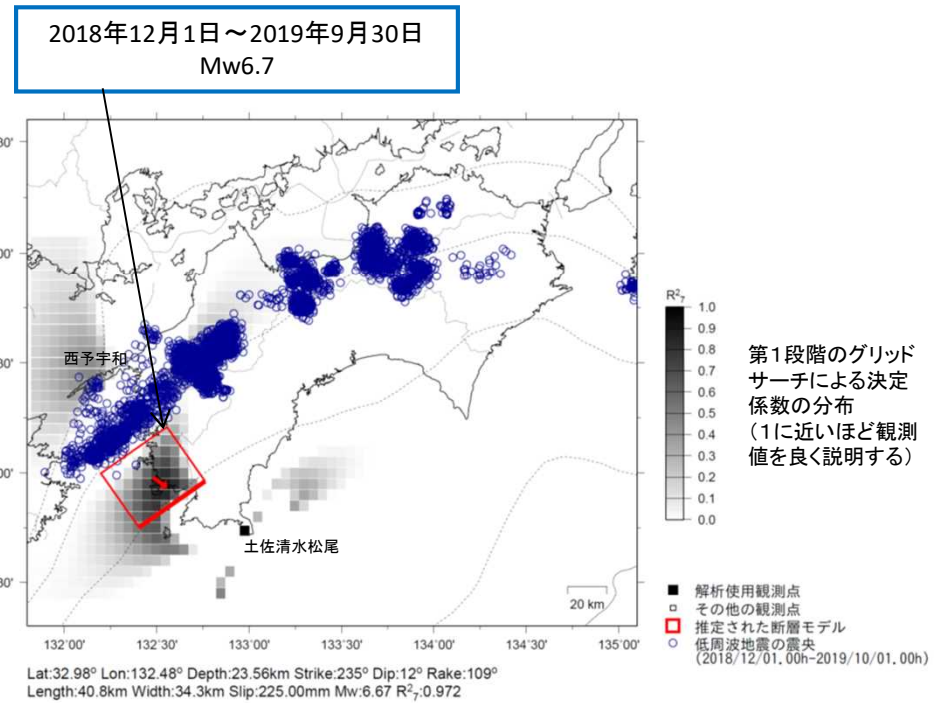 2018年12月1日～2019年9月30日
Mw6.7
30'
00'
30'
00'
30'
西予宇和
土佐清水松尾
20 km
132°00'
132°30'
133°00'
133°30'
134°00'
134°30'
135°00'
R²₇
1.0
0.9
0.8
0.7
0.6
0.5
0.4
0.3
0.2
0.1
0.0
第１段階のグリッド
サーチによる決定
係数の分布
（１に近いほど観測
値を良く説明する）
解析使用観測点
その他の観測点
推定された断層モデル
低周波地震の震央
(2018/12/01.00h-2019/10/01.00h)
Lat:32.98° Lon:132.48° Depth:23.56km Strike:235° Dip:12° Rake:109°
Length:40.8km Width:34.3km Slip:225.00mm Mw:6.67 R²₇:0.972